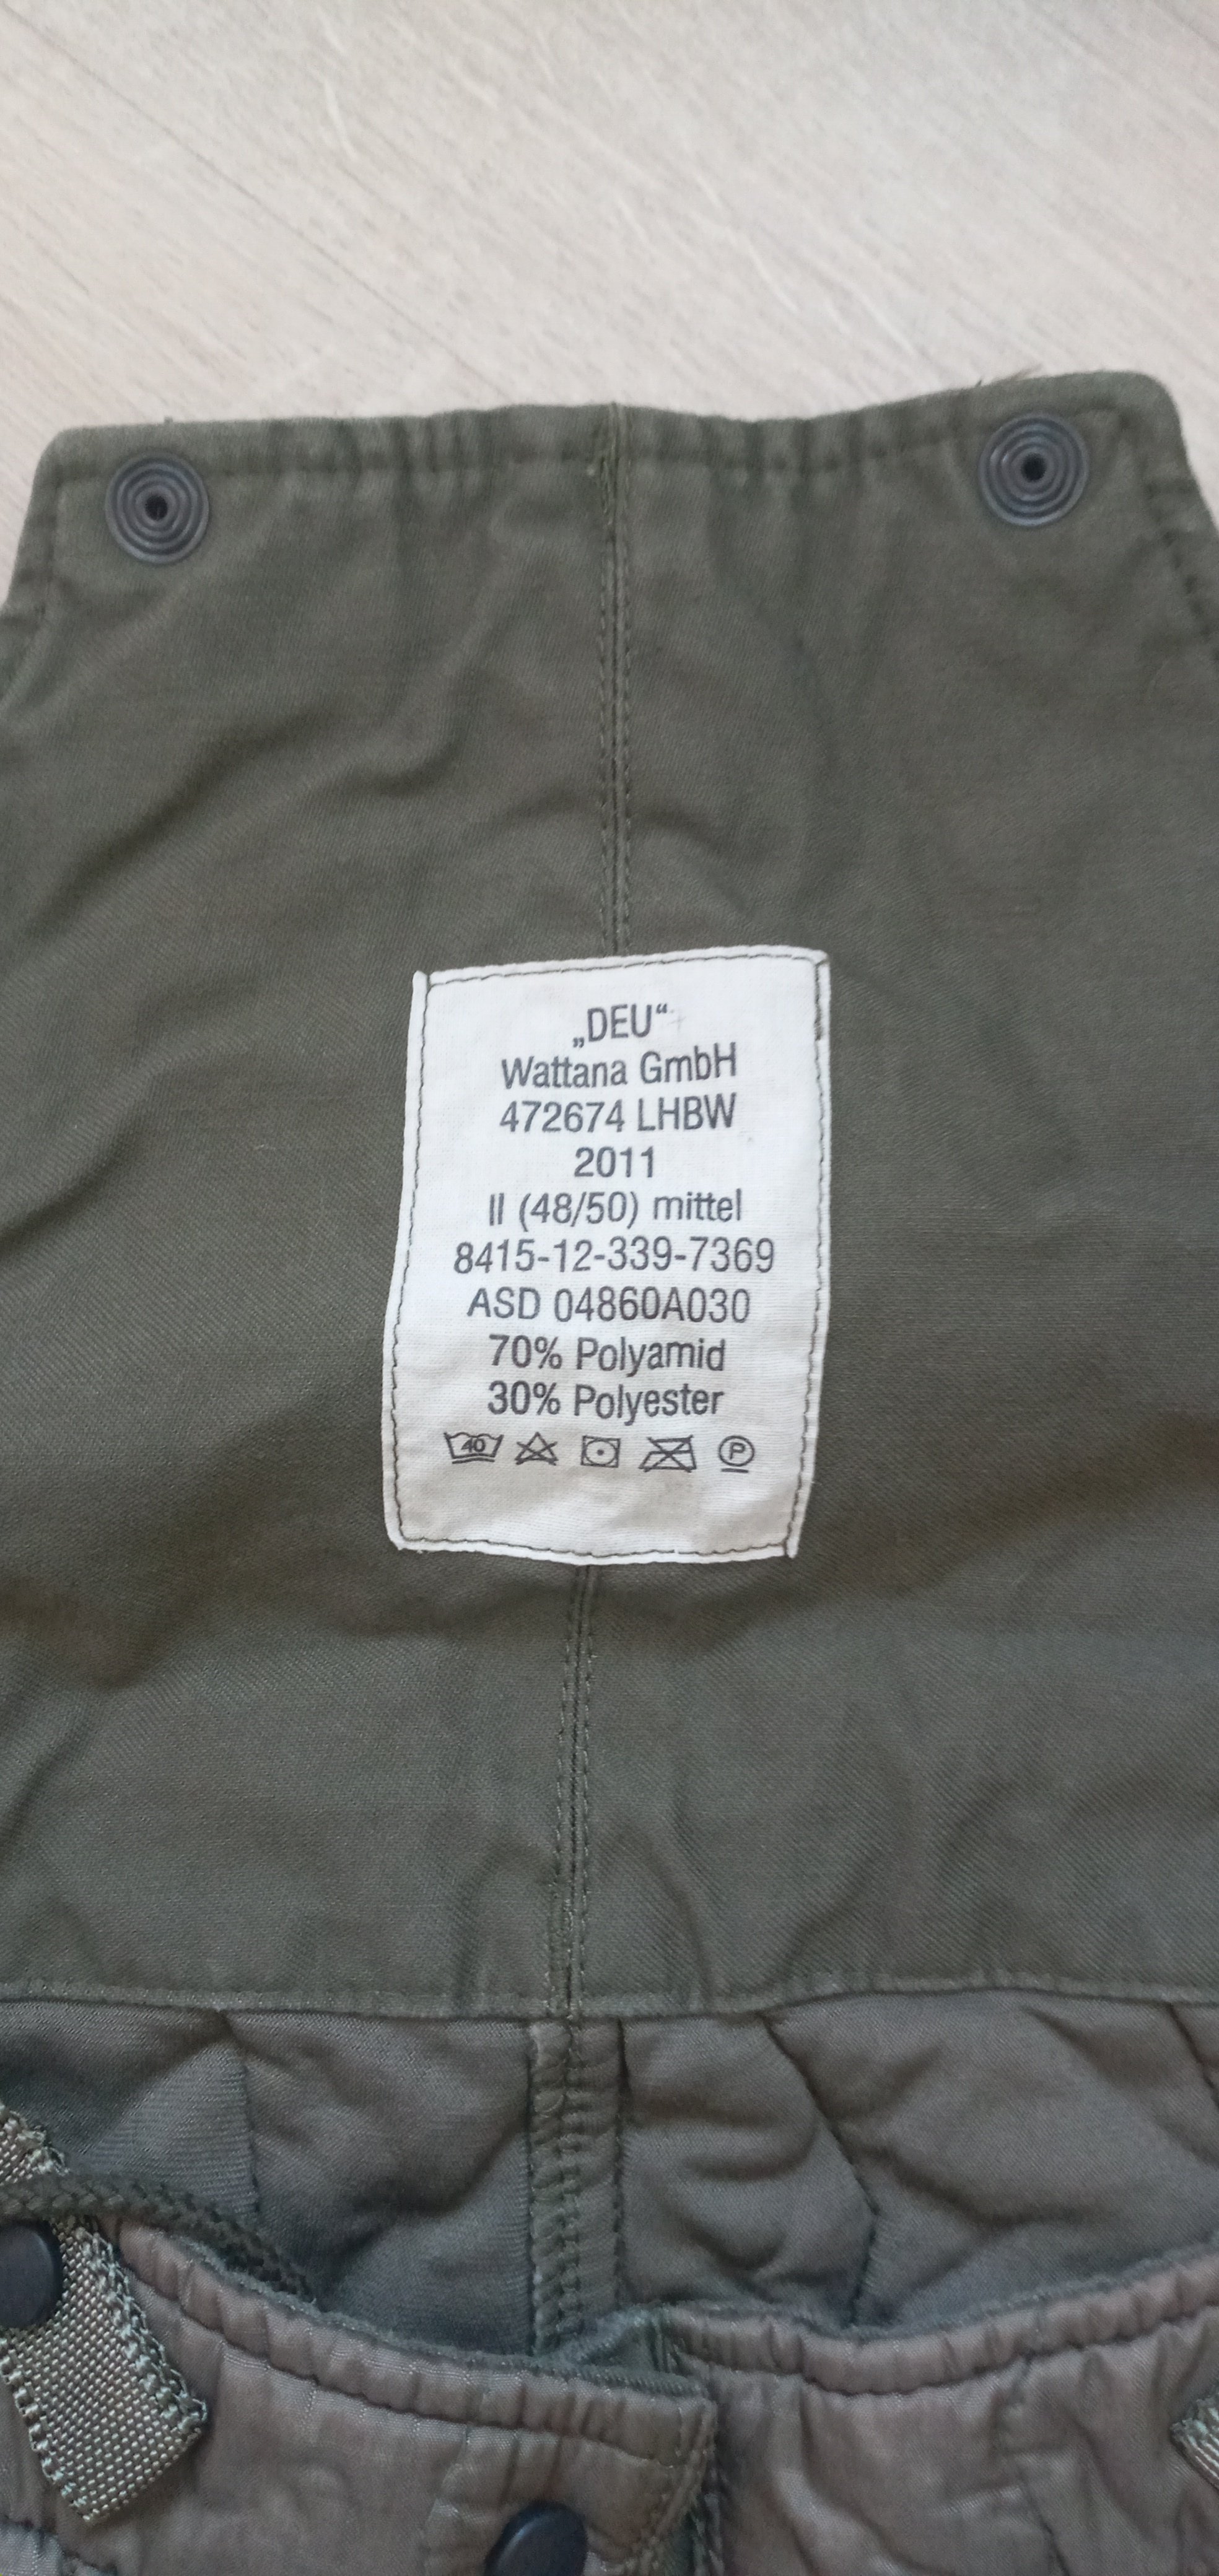 „DEU“
Wattana GmbH
472674 LHBW
2011
II (48/50) mittel
8415-12-339-7369
ASD 04860A030
70% Polyamid
30% Polyester
40 P